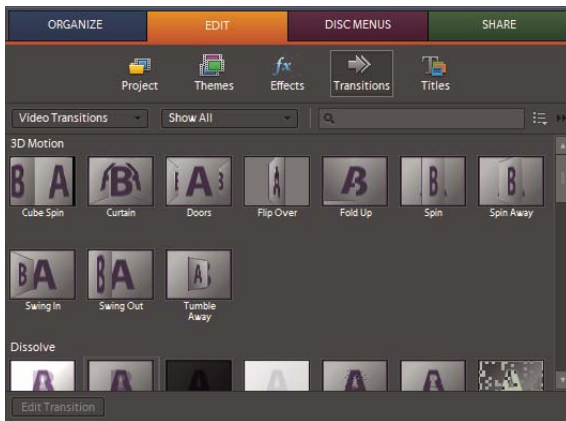 ORGANIZE EDIT DISC MENUS SHARE
Project Themes fx Effects Transitions Titles
Video Transitions Show All
3D Motion
B A B A B A A B B B
Cube Spin Curtain Doors Flip Over Fold Up Spin Spin Away
B A B A A B
Swing In Swing Out Tumble
Away
Dissolve
Edit Transition